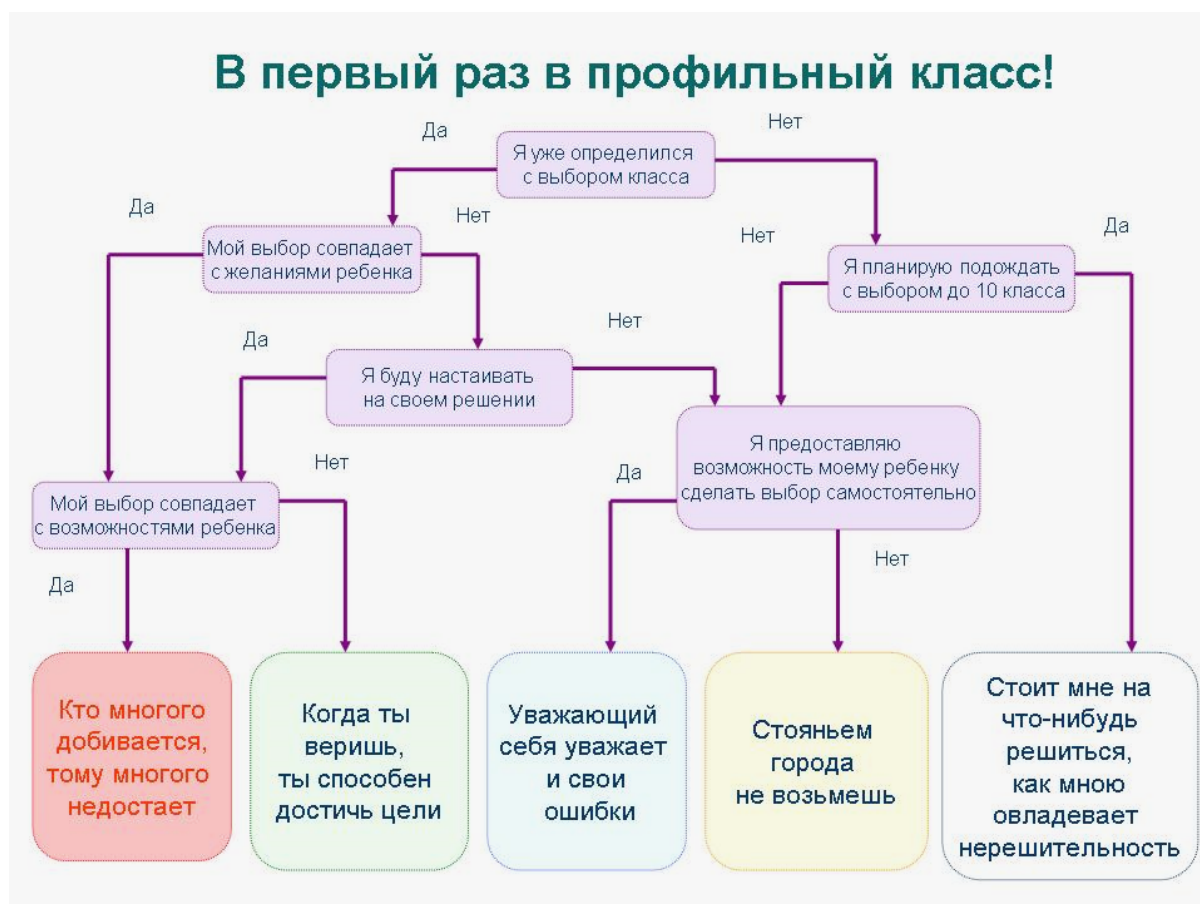 В первый раз в профильный класс!
Да
Нет
Я уже определился
с выбором класса
Да
Нет
Мой выбор совпадает
с желаниями ребенка
Нет
Да
Я планирую подождать
с выбором до 10 класса
Да
Нет
Я буду настаивать
на своем решении
Я предоставляю
возможность моему ребенку
сделать выбор самостоятельно
Нет
Да
Мой выбор совпадает
с возможностями ребенка
Да
Нет
Кто многого
добивается,
тому многого
недостает
Когда ты
веришь,
ты способен
достичь цели
Уважающий
себя уважает
и свои
ошибки
Стояньем
города
не возьмешь
Стоит мне на
что-нибудь
решиться,
как мною
овладевает
нерешительность